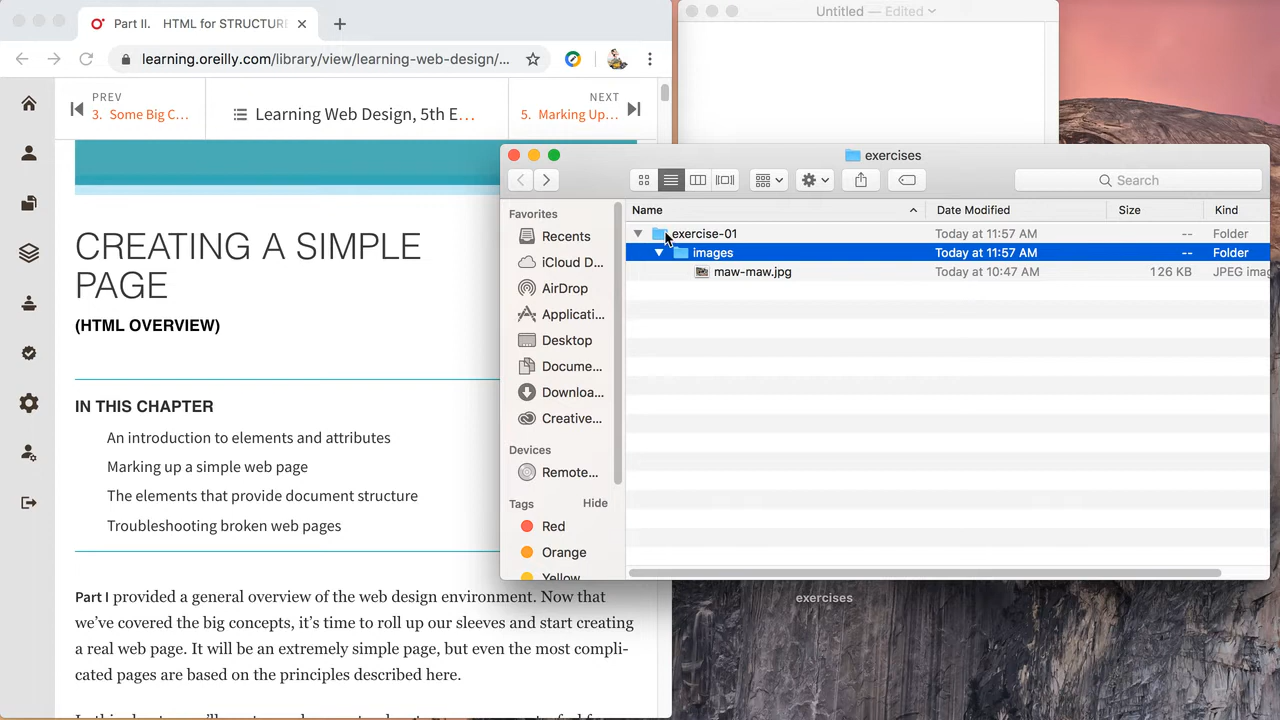 Part II. HTML for STRUCTURE
Untitled — Edited
learning.oreilly.com/library/view/learning-web-design/...
PREV
3. Some Big C...
Learning Web Design, 5th E...
NEXT
5. Marking Up...
CREATING A SIMPLE
PAGE
(HTML OVERVIEW)
IN THIS CHAPTER
An introduction to elements and attributes
Marking up a simple web page
The elements that provide document structure
Troubleshooting broken web pages
Part I provided a general overview of the web design environment. Now that
we’ve covered the big concepts, it’s time to roll up our sleeves and start creating
a real web page. It will be an extremely simple page, but even the most compli-
cated pages are based on the principles described here.
exercises
Search
Favorites
Recents
iCloud D...
AirDrop
Applicati...
Desktop
Docume...
Downloa...
Creative...
Devices
Remote...
Tags Hide
Red
Orange
Yellow
Name Date Modified Size Kind
exercise-01 Today at 11:57 AM -- Folder
images Today at 11:57 AM -- Folder
maw-maw.jpg Today at 10:47 AM 126 KB JPEG imag
exercises